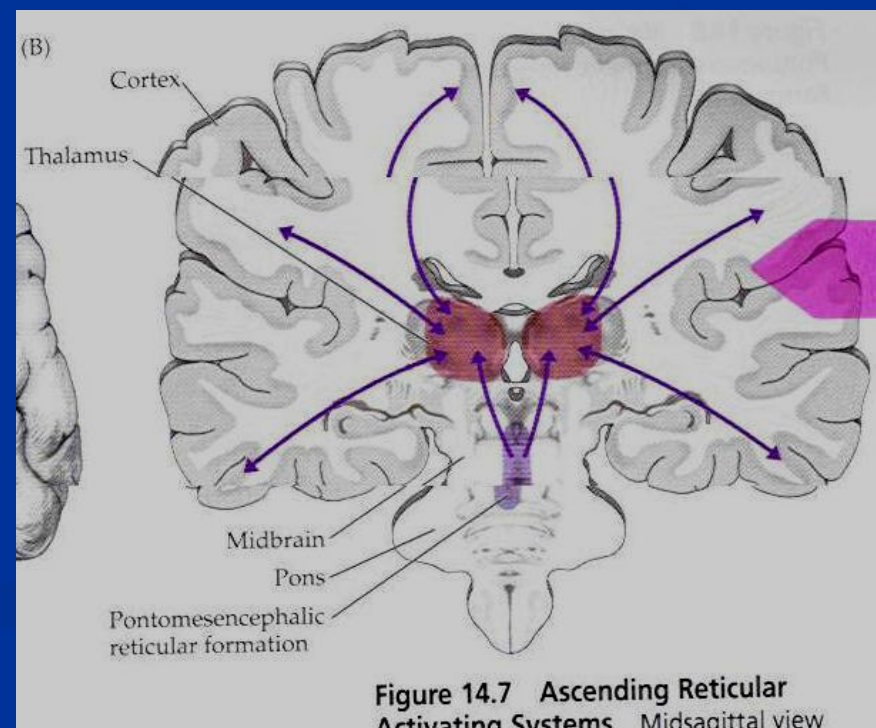 (B)
Cortex
Thalamus
Midbrain
Pons
Pontomesencephalic
reticular formation
Figure 14.7 Ascending Reticular
Activating Systems Midsagittal view